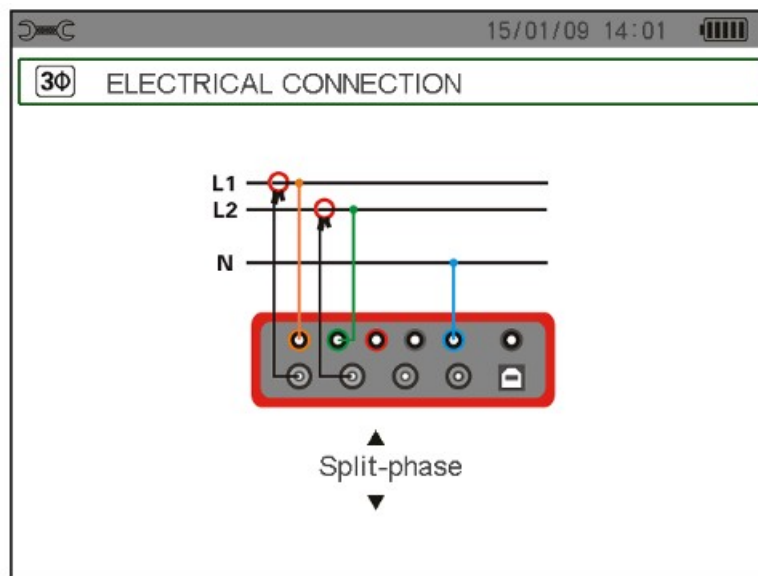 15/01/09 14:01
3Φ ELECTRICAL CONNECTION
L1
L2
N
▲
Split-phase
▼